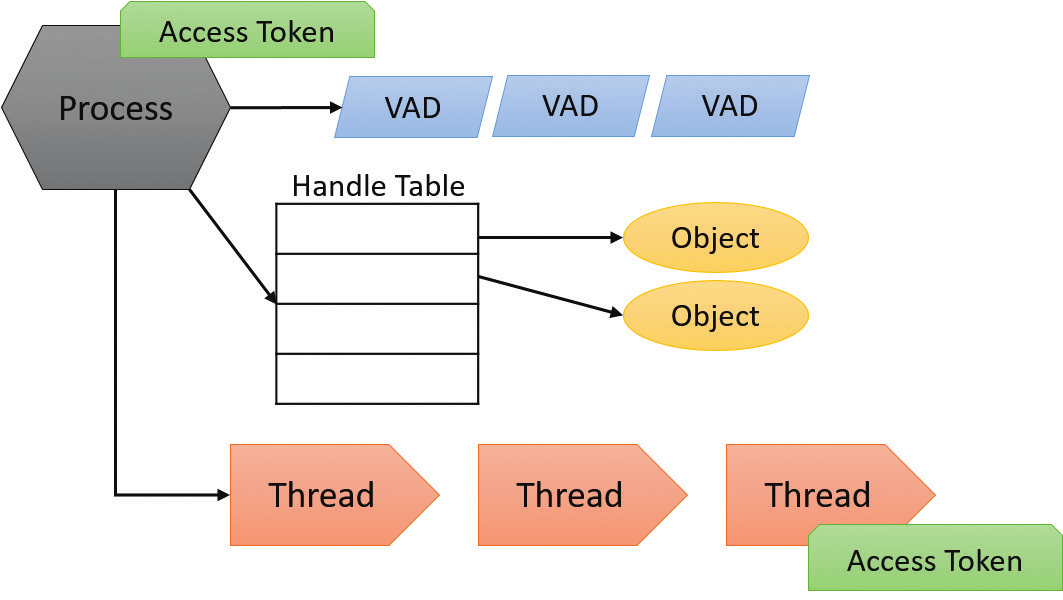 Access Token
Process
VAD
VAD
VAD
Handle Table
Object
Object
Thread
Thread
Thread
Access Token